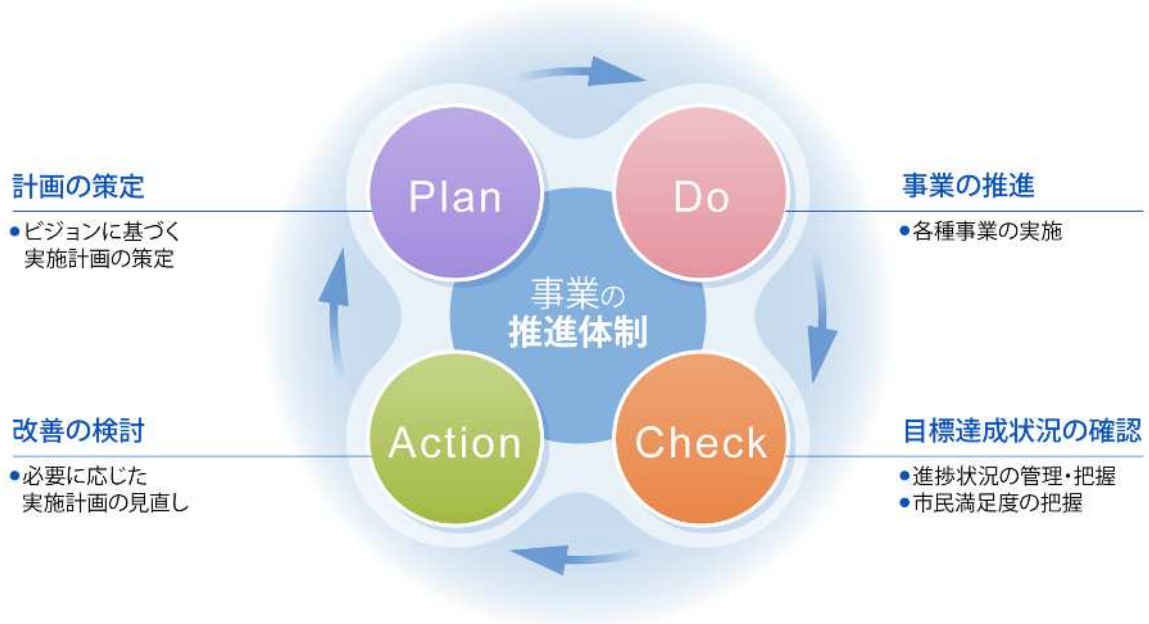 Plan
Do
計画の策定
●ビジョンに基づく
実施計画の策定
事業の推進
●各種事業の実施
事業の
推進体制
Action
Check
改善の検討
●必要に応じた
実施計画の見直し
目標達成状況の確認
●進捗状況の管理・把握
●市民満足度の把握